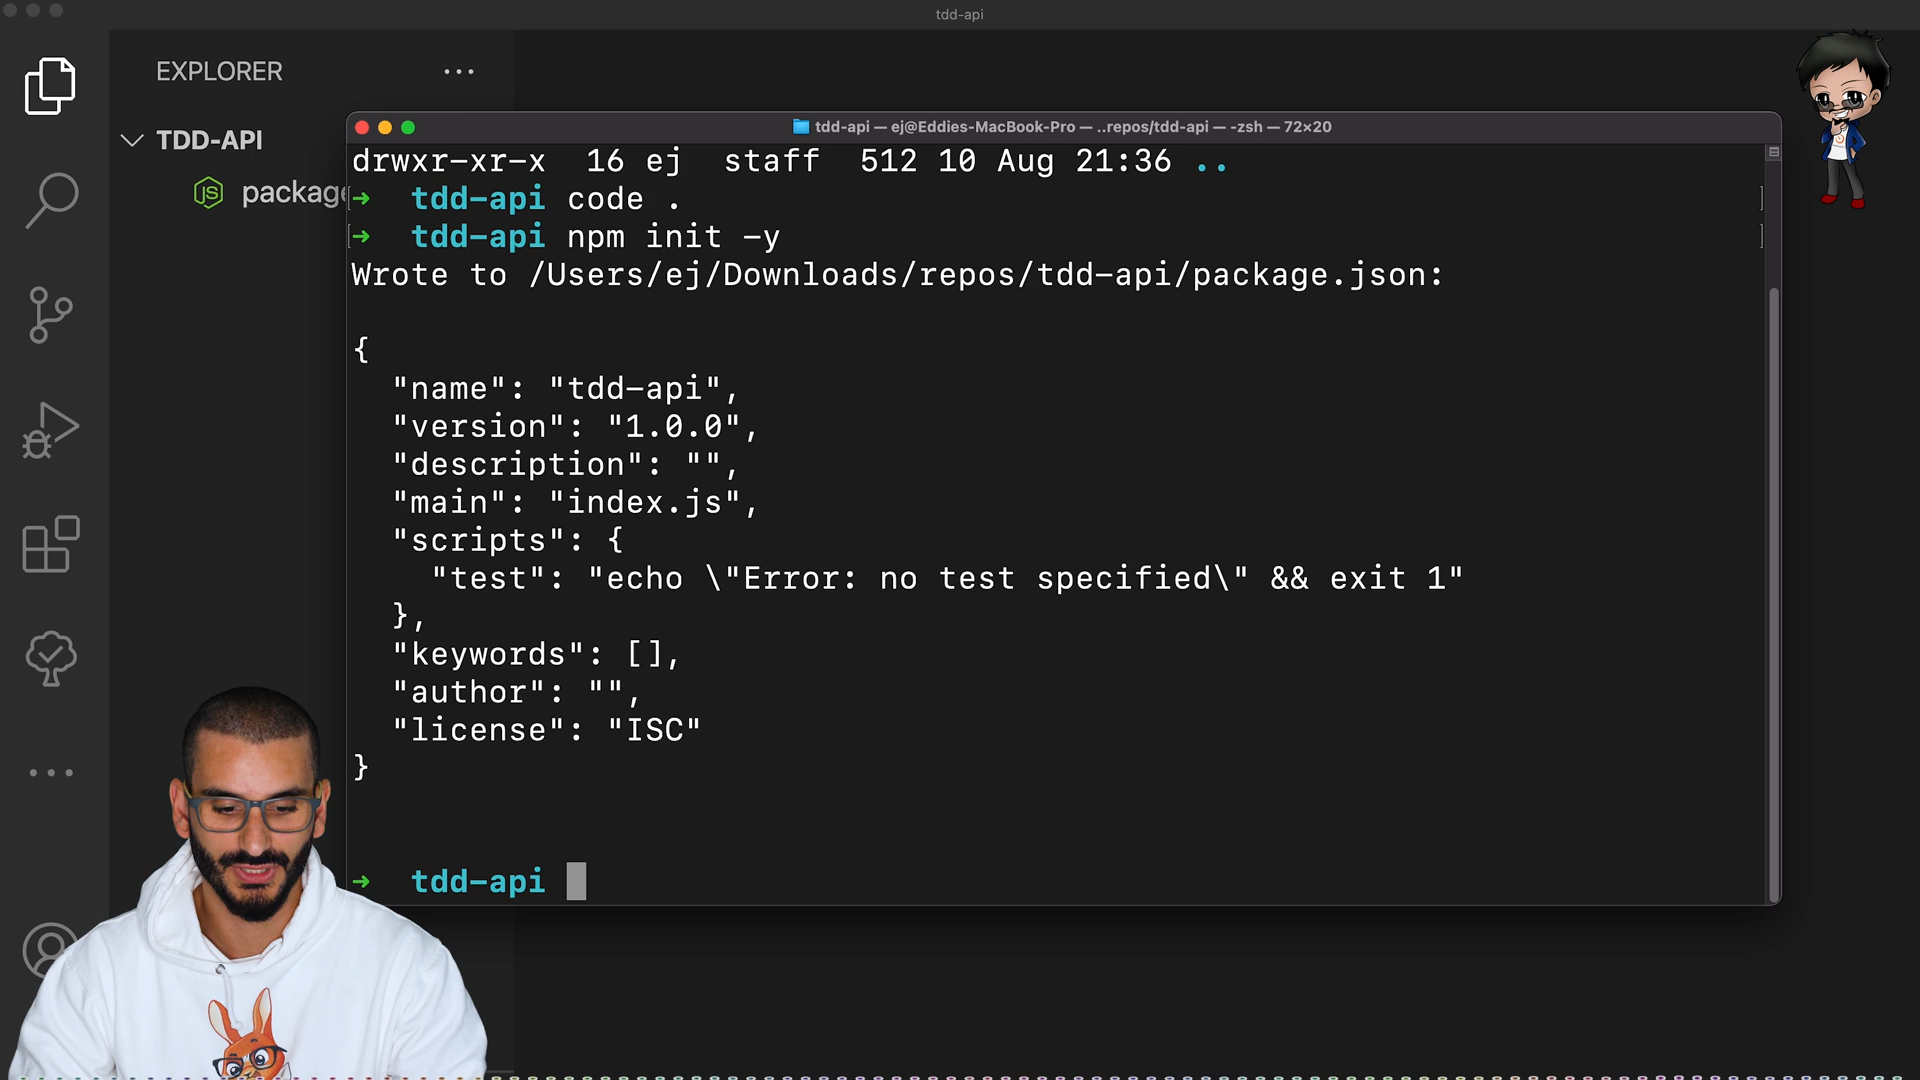 tdd-api
EXPLORER
TDD-API
package
tdd-api — ej@Eddies-MacBook-Pro — ..repos/tdd-api — -zsh — 72×20
drwxr-xr-x  16 ej  staff  512 10 Aug 21:36 ..
➜  tdd-api code .
➜  tdd-api npm init -y
Wrote to /Users/ej/Downloads/repos/tdd-api/package.json:
{
  "name": "tdd-api",
  "version": "1.0.0",
  "description": "",
  "main": "index.js",
  "scripts": {
    "test": "echo \"Error: no test specified\" && exit 1"
  },
  "keywords": [],
  "author": "",
  "license": "ISC"
}
➜  tdd-api